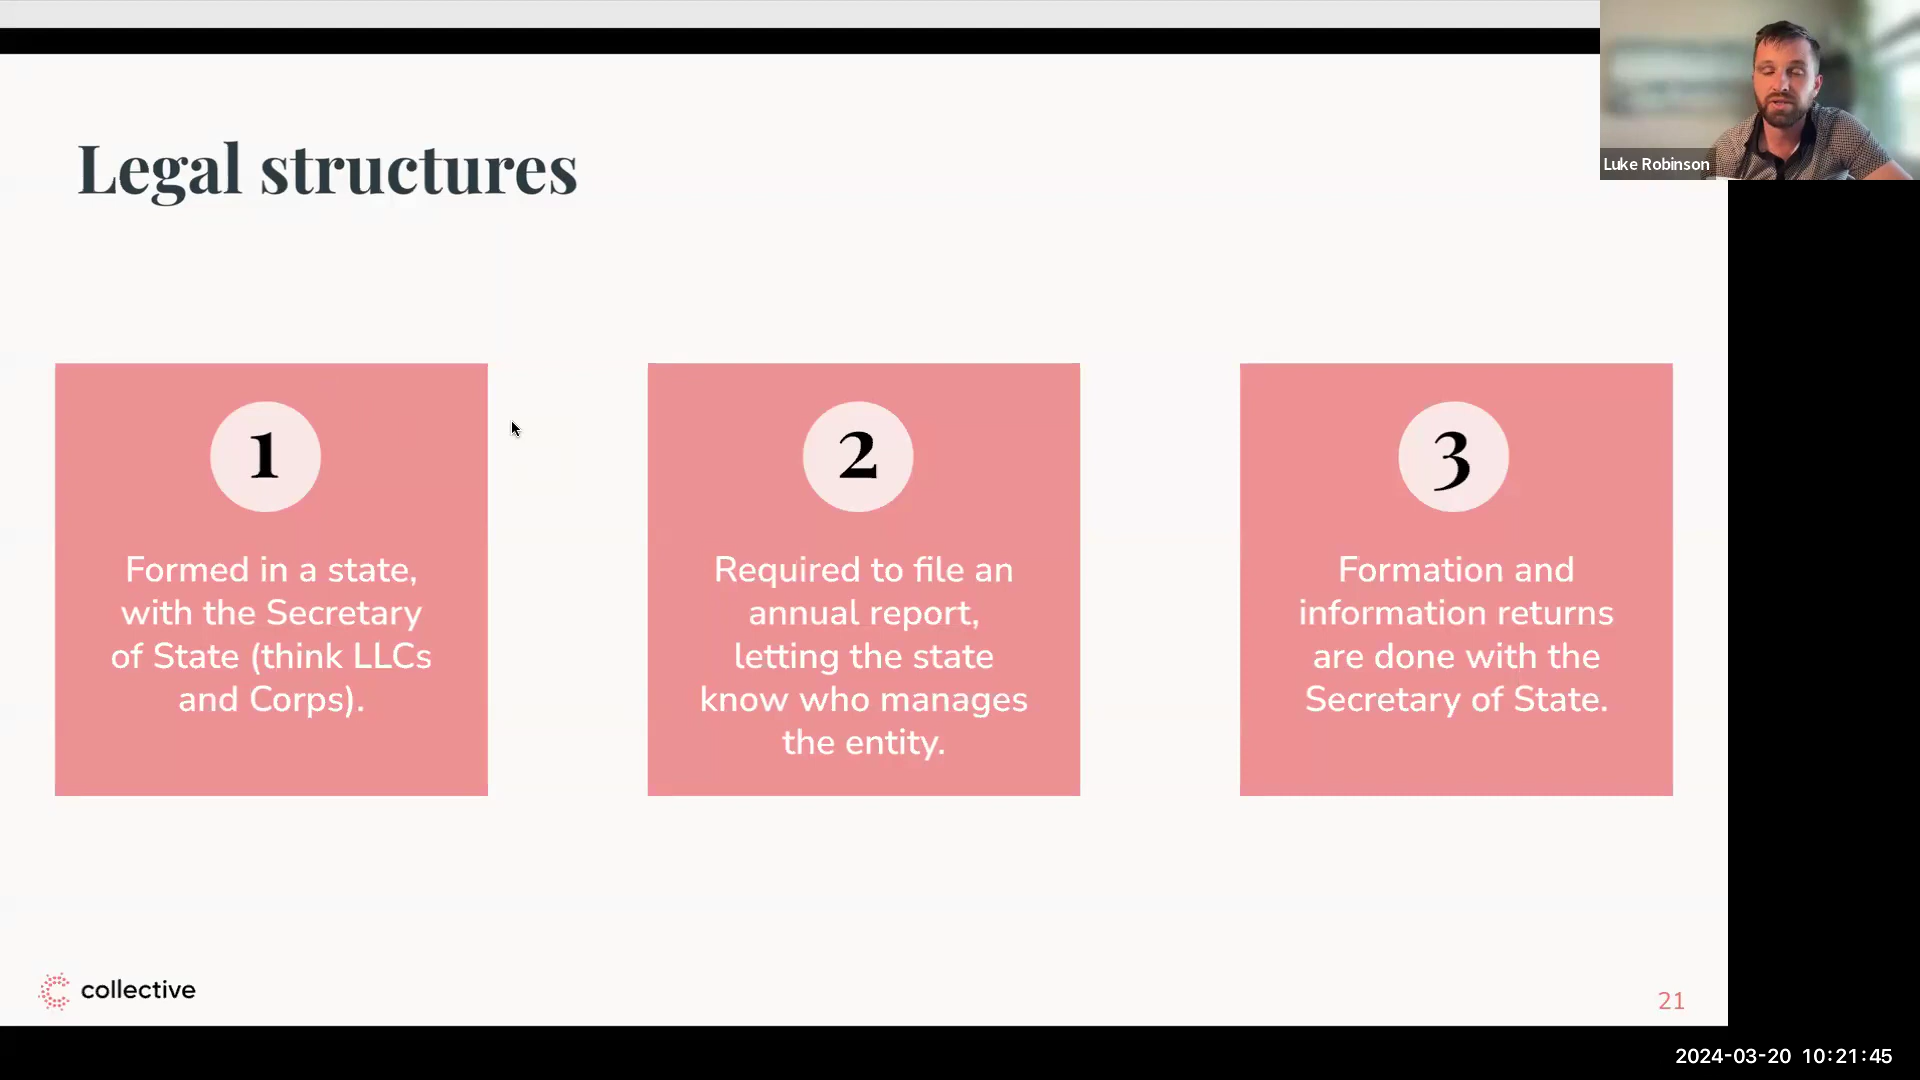 Luke Robinson
Legal structures
1
Formed in a state,
with the Secretary
of State (think LLCs
and Corps).
2
Required to file an
annual report,
letting the state
know who manages
the entity.
3
Formation and
information returns
are done with the
Secretary of State.
collective
21
2024-03-20 10:21:45